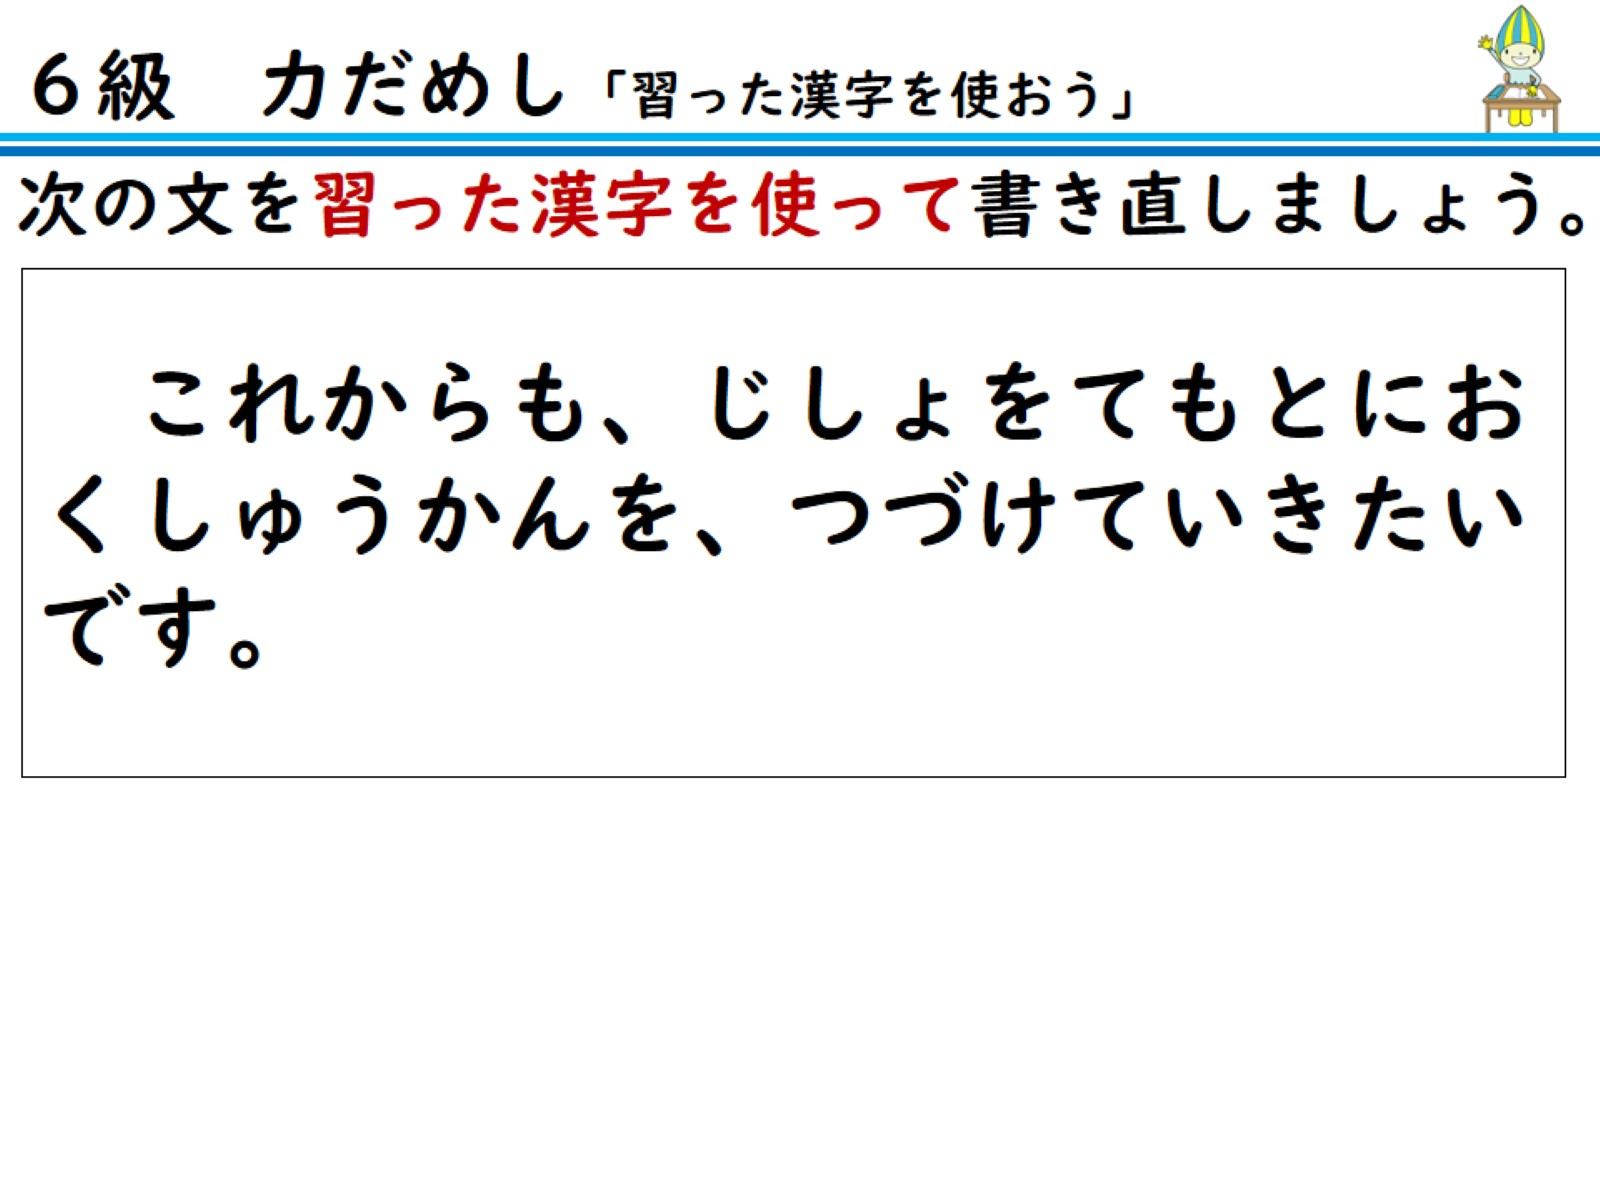 ６級　力だめし「習った漢字を使おう」
次の文を習った漢字を使って書き直しましょう。
これからも、じしょをてもとにお
くしゅうかんを、つづけていきたい
です。